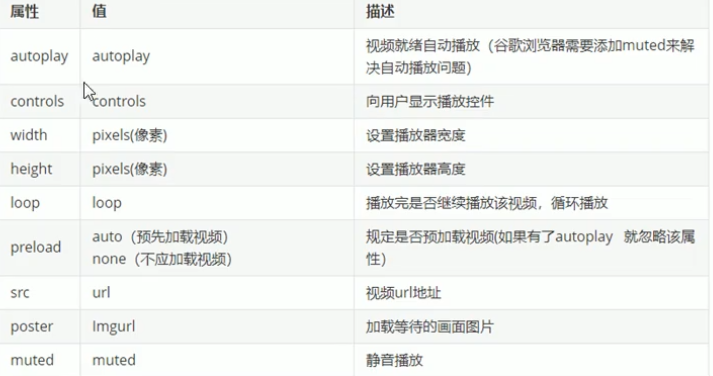 属性 值 描述
autoplay autoplay 视频就绪自动播放（谷歌浏览器需要添加muted来解
决自动播放问题）
controls controls 向用户显示播放控件
width pixels(像素) 设置播放器宽度
height pixels(像素) 设置播放器高度
loop loop 播放完是否继续播放该视频，循环播放
preload auto（预先加载视频） 规定是否预加载视频(如果有了autoplay 就忽略该属
none（不应加载视频） 性）
src url 视频url地址
poster Imgurl 加载等待的画面图片
muted muted 静音播放